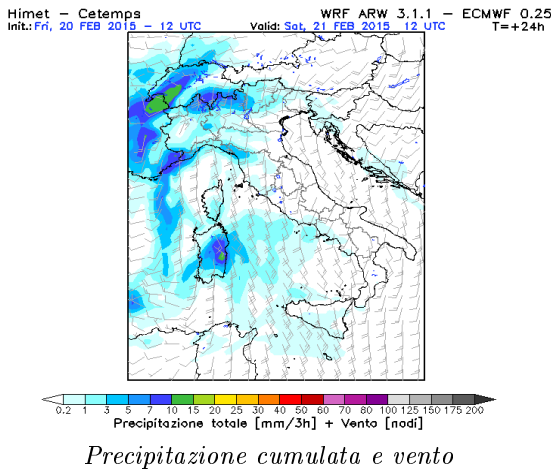 Himet - Cetemps WRF ARW 3.1.1 - ECMWF 0.25
Init.: Fri, 20 FEB 2015 - 12 UTC Valid: Sat, 21 FEB 2015 12 UTC T=+24h
0.2 1 3 5 7 10 15 20 25 30 40 50 60 70 80 100 125 150 175 200
Precipitazione totale [mm/3h] + Vento [nodi]
Precipitazione cumulata e vento